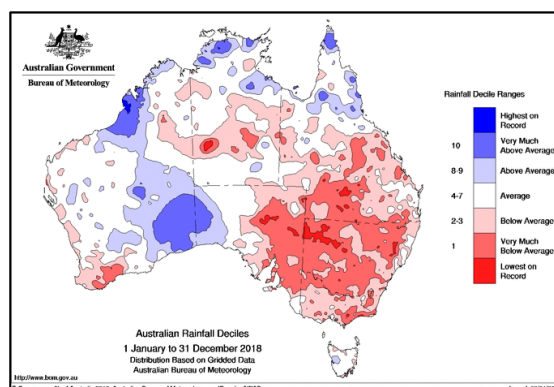 Australian Government
Bureau of Meteorology
Rainfall Decile Ranges
Highest on
Record
10
Very Much
Above Average
8-9
Above Average
4-7
Average
2-3
Below Average
1
Very Much
Below Average
Lowest on
Record
Australian Rainfall Deciles
1 January to 31 December 2018
Distribution Based on Gridded Data
Australian Bureau of Meteorology
http://www.bom.gov.au